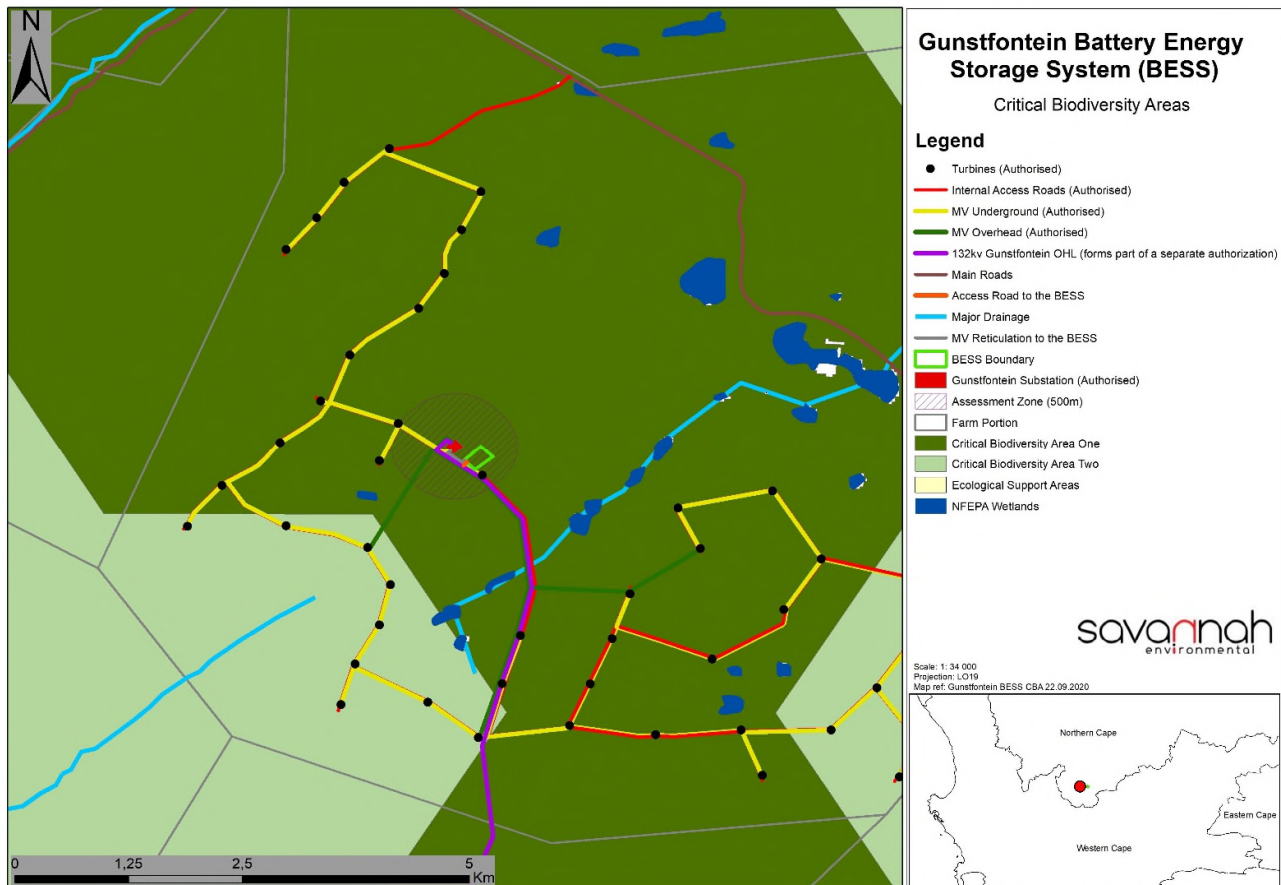 N
0
1,25
2,5
5
Km
Gunstfontein Battery Energy
Storage System (BESS)
Critical Biodiversity Areas
Legend
Turbines (Authorised)
Internal Access Roads (Authorised)
MV Underground (Authorised)
MV Overhead (Authorised)
132kv Gunstfontein OHL (forms part of a separate authorization)
Main Roads
Access Road to the BESS
Major Drainage
MV Reticulation to the BESS
BESS Boundary
Gunstfontein Substation (Authorised)
Assessment Zone (500m)
Farm Portion
Critical Biodiversity Area One
Critical Biodiversity Area Two
Ecological Support Areas
NFEPA Wetlands
savannah
environmental
Scale: 1: 34 000
Projection: LO19
Map ref: Gunstfontein BESS CBA 22.09.2020
Northern Cape
Eastern Cape
Western Cape